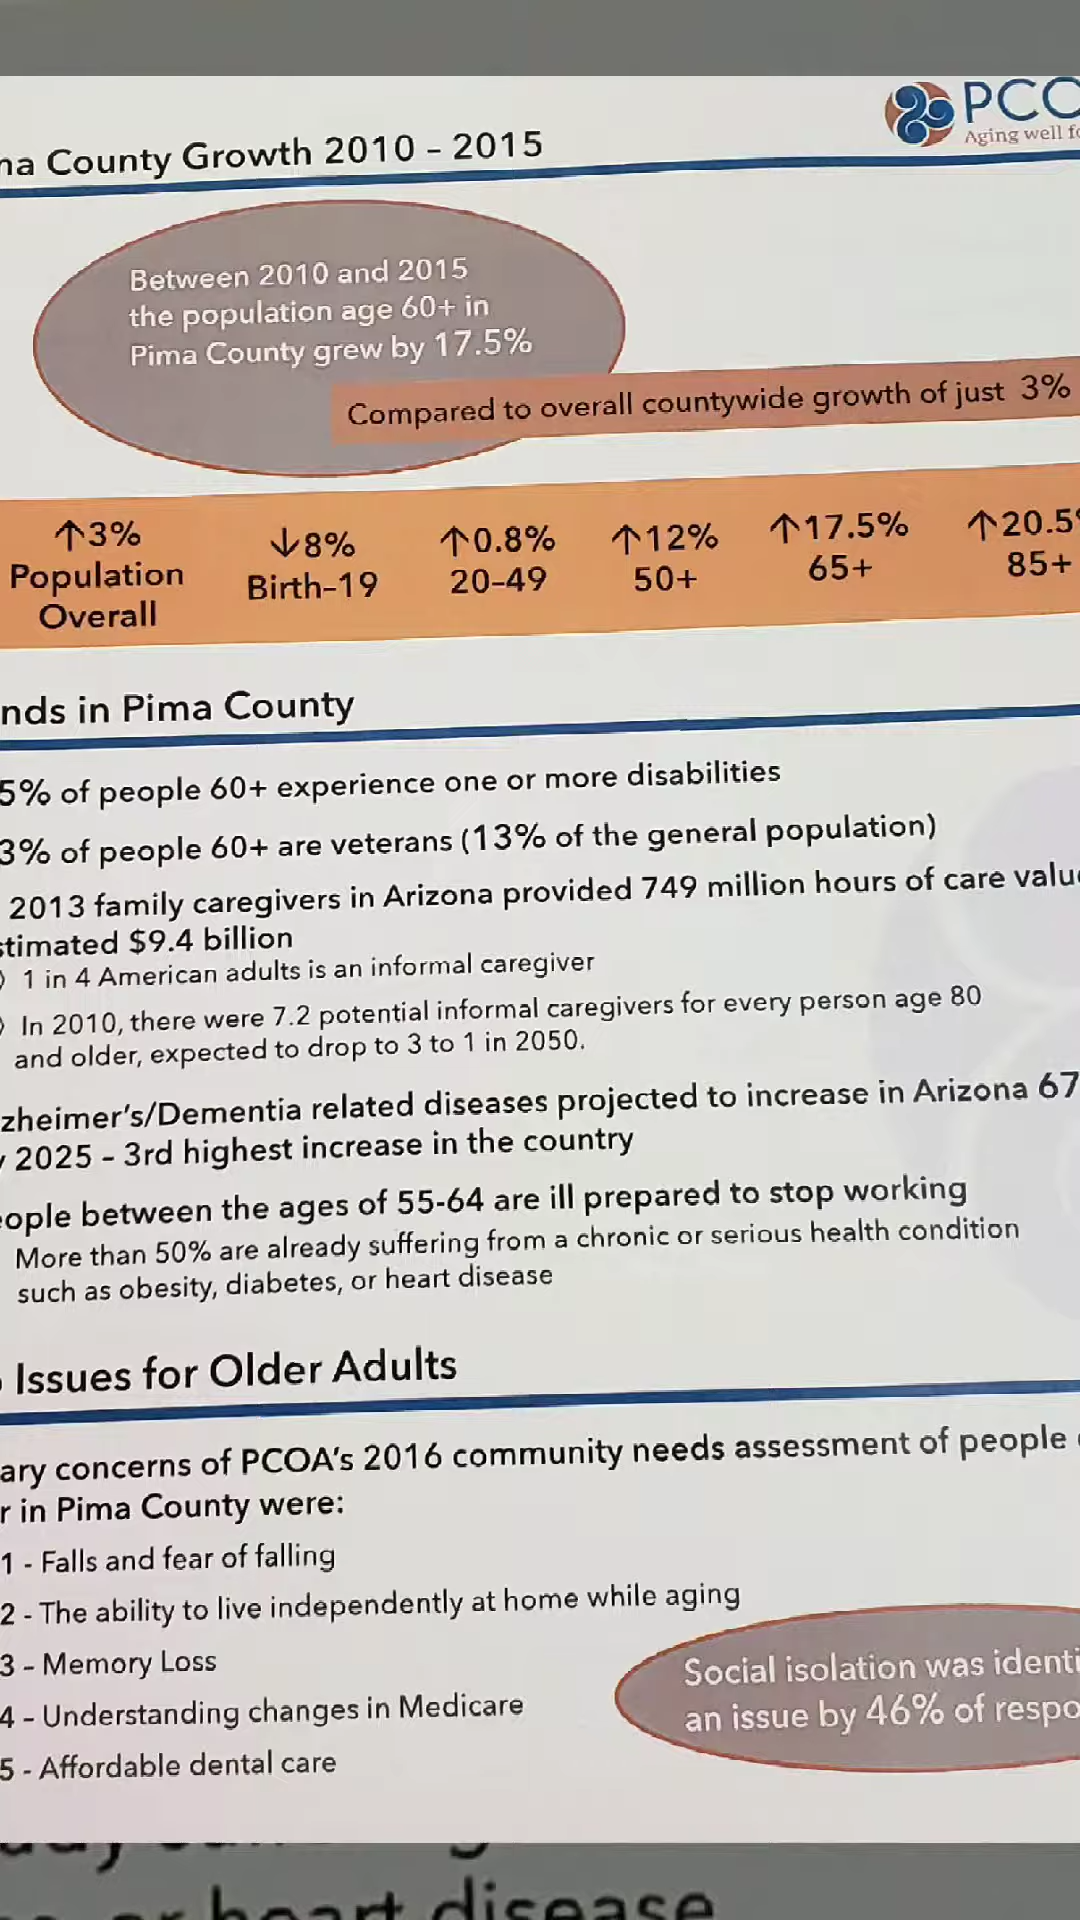 PCO
Aging well fo
na County Growth 2010 – 2015
Between 2010 and 2015
the population age 60+ in
Pima County grew by 17.5%
Compared to overall countywide growth of just 3%
↑3%
Population
Overall
↓8%
Birth–19
↑0.8%
20–49
↑12%
50+
↑17.5%
65+
↑20.5
85+
nds in Pima County
5% of people 60+ experience one or more disabilities
3% of people 60+ are veterans (13% of the general population)
2013 family caregivers in Arizona provided 749 million hours of care value
stimated $9.4 billion
1 in 4 American adults is an informal caregiver
In 2010, there were 7.2 potential informal caregivers for every person age 80
and older, expected to drop to 3 to 1 in 2050.
zheimer's/Dementia related diseases projected to increase in Arizona 67
y 2025 – 3rd highest increase in the country
eople between the ages of 55-64 are ill prepared to stop working
More than 50% are already suffering from a chronic or serious health condition
such as obesity, diabetes, or heart disease
Issues for Older Adults
ary concerns of PCOA's 2016 community needs assessment of people
r in Pima County were:
1 - Falls and fear of falling
2 - The ability to live independently at home while aging
3 – Memory Loss
4 – Understanding changes in Medicare
5 - Affordable dental care
Social isolation was identi
an issue by 46% of respo
heart disease